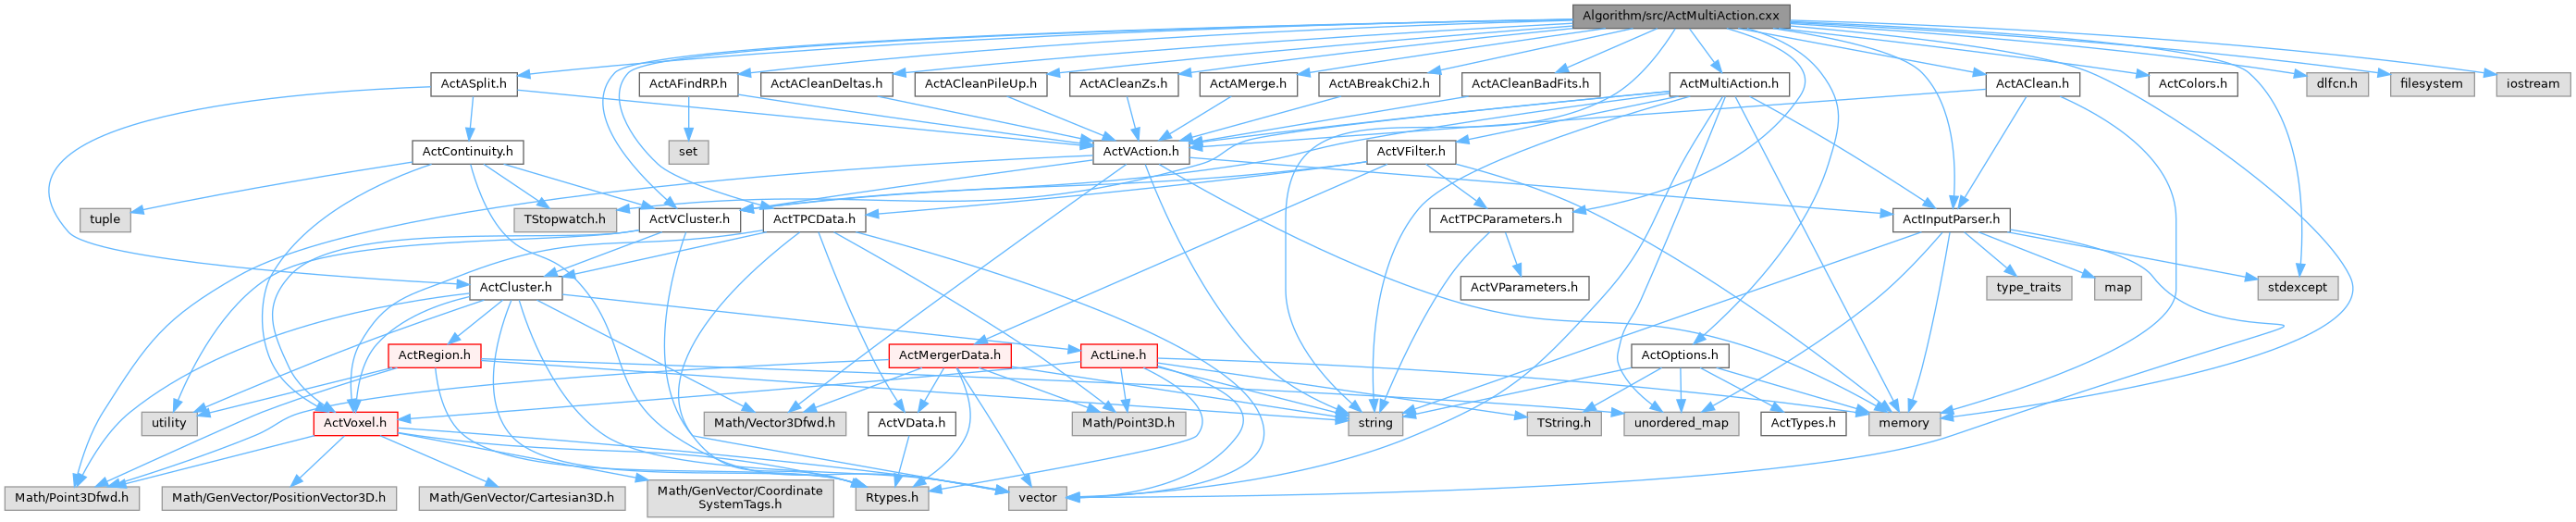 Algorithm/src/ActMultiAction.cxx
ActASplit.h
ActAFindRP.h
ActACleanDeltas.h
ActACleanPileUp.h
ActACleanZs.h
ActAMerge.h
ActABreakChi2.h
ActACleanBadFits.h
ActMultiAction.h
ActAClean.h
ActColors.h
dlfcn.h
filesystem
iostream
ActContinuity.h
set
ActVAction.h
ActVFilter.h
tuple
TStopwatch.h
ActVCluster.h
ActTPCData.h
ActTPCParameters.h
ActInputParser.h
ActCluster.h
ActVParameters.h
type_traits
map
stdexcept
ActRegion.h
ActMergerData.h
ActLine.h
ActOptions.h
utility
ActVoxel.h
Math/Vector3Dfwd.h
ActVData.h
Math/Point3D.h
string
TString.h
unordered_map
ActTypes.h
memory
Math/Point3Dfwd.h
Math/GenVector/PositionVector3D.h
Math/GenVector/Cartesian3D.h
Math/GenVector/Coordinate
SystemTags.h
Rtypes.h
vector